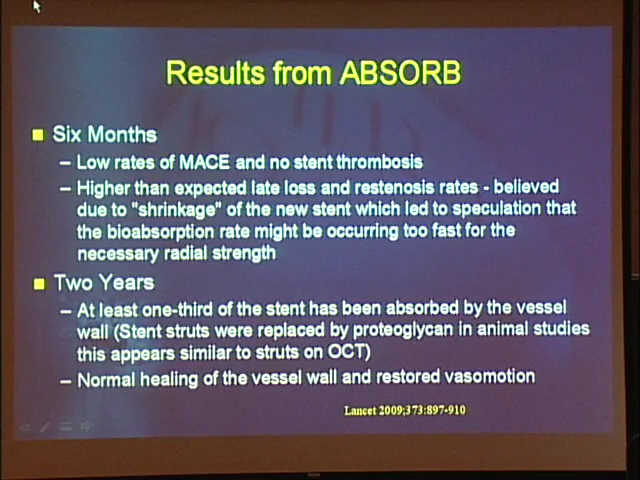 Results from ABSORB
Six Months
– Low rates of MACE and no stent thrombosis
– Higher than expected late loss and restenosis rates - believed
due to "shrinkage" of the new stent which led to speculation that
the bioabsorption rate might be occurring too fast for the
necessary radial strength
Two Years
– At least one-third of the stent has been absorbed by the vessel
wall (Stent struts were replaced by proteoglycan in animal studies
this appears similar to struts on OCT)
– Normal healing of the vessel wall and restored vasomotion
Lancet 2009;373:897-910